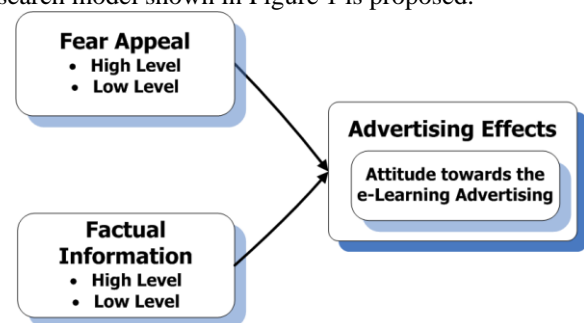 search model shown in Figure 1 is proposed.
Fear Appeal
• High Level
• Low Level
Advertising Effects
Attitude towards the
e-Learning Advertising
Factual
Information
• High Level
• Low Level